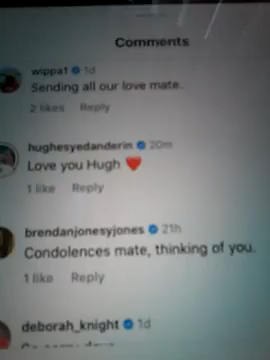 Comments
wippa1 1d
Sending all our love mate.
2 likes Reply
hughesyedanderin 20m
Love you Hugh ❤️
1 like Reply
brendanjonesyjones 21h
Condolences mate, thinking of you.
1 like Reply
deborah_knight 1d